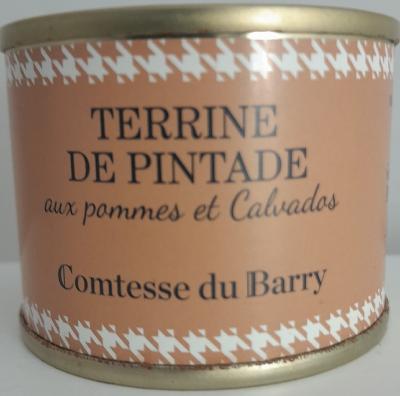 TERRINE
DE PINTADE
aux pommes et Calvados
Comtesse du Barry